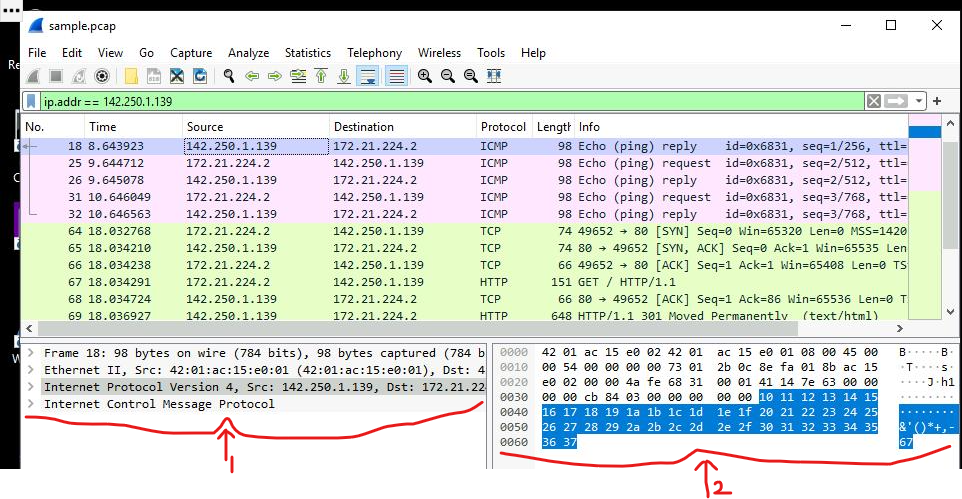 sample.pcap
File Edit View Go Capture Analyze Statistics Telephony Wireless Tools Help
ip.addr == 142.250.1.139
No. Time Source Destination Protocol Length Info
18 8.643923 142.250.1.139 172.21.224.2 ICMP 98 Echo (ping) reply id=0x6831, seq=1/256, ttl=
25 9.644712 172.21.224.2 142.250.1.139 ICMP 98 Echo (ping) request id=0x6831, seq=2/512, ttl=
26 9.645078 142.250.1.139 172.21.224.2 ICMP 98 Echo (ping) reply id=0x6831, seq=2/512, ttl=
31 10.646049 172.21.224.2 142.250.1.139 ICMP 98 Echo (ping) request id=0x6831, seq=3/768, ttl=
32 10.646563 142.250.1.139 172.21.224.2 ICMP 98 Echo (ping) reply id=0x6831, seq=3/768, ttl=
64 18.032768 172.21.224.2 142.250.1.139 TCP 74 49652 → 80 [SYN] Seq=0 Win=65320 Len=0 MSS=1420
65 18.034210 142.250.1.139 172.21.224.2 TCP 74 80 → 49652 [SYN, ACK] Seq=0 Ack=1 Win=65535 Len
66 18.034238 172.21.224.2 142.250.1.139 TCP 66 49652 → 80 [ACK] Seq=1 Ack=1 Win=65408 Len=0 TS
67 18.034291 172.21.224.2 142.250.1.139 HTTP 151 GET / HTTP/1.1
68 18.034724 142.250.1.139 172.21.224.2 TCP 66 80 → 49652 [ACK] Seq=1 Ack=86 Win=65536 Len=0 T
69 18.036927 142.250.1.139 172.21.224.2 HTTP 648 HTTP/1.1 301 Moved Permanently (text/html)
Frame 18: 98 bytes on wire (784 bits), 98 bytes captured (784 b
Ethernet II, Src: 42:01:ac:15:e0:01 (42:01:ac:15:e0:01), Dst: 4
Internet Protocol Version 4, Src: 142.250.1.139, Dst: 172.21.22
Internet Control Message Protocol
0000 42 01 ac 15 e0 02 42 01 ac 15 e0 01 08 00 45 00 B·····B·
0010 00 54 00 00 00 00 73 01 2b 0c 8e fa 01 8b ac 15 ·T····s·
0020 e0 02 00 00 4a fe 68 31 00 01 41 14 7e 63 00 00 ····J·h1
0030 00 00 cb 84 03 00 00 00 00 00 10 11 12 13 14 15 ········
0040 16 17 18 19 1a 1b 1c 1d 1e 1f 20 21 22 23 24 25 ········
0050 26 27 28 29 2a 2b 2c 2d 2e 2f 30 31 32 33 34 35 &'()*+,-
0060 36 37 67
1
2